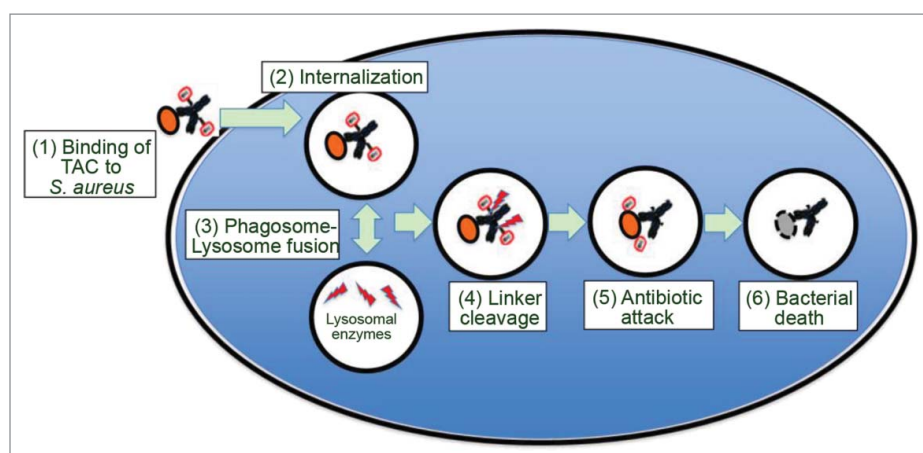 (2) Internalization
(1) Binding of
TAC to
S. aureus
(3) Phagosome-
Lysosome fusion
Lysosomal
enzymes
(4) Linker
cleavage
(5) Antibiotic
attack
(6) Bacterial
death